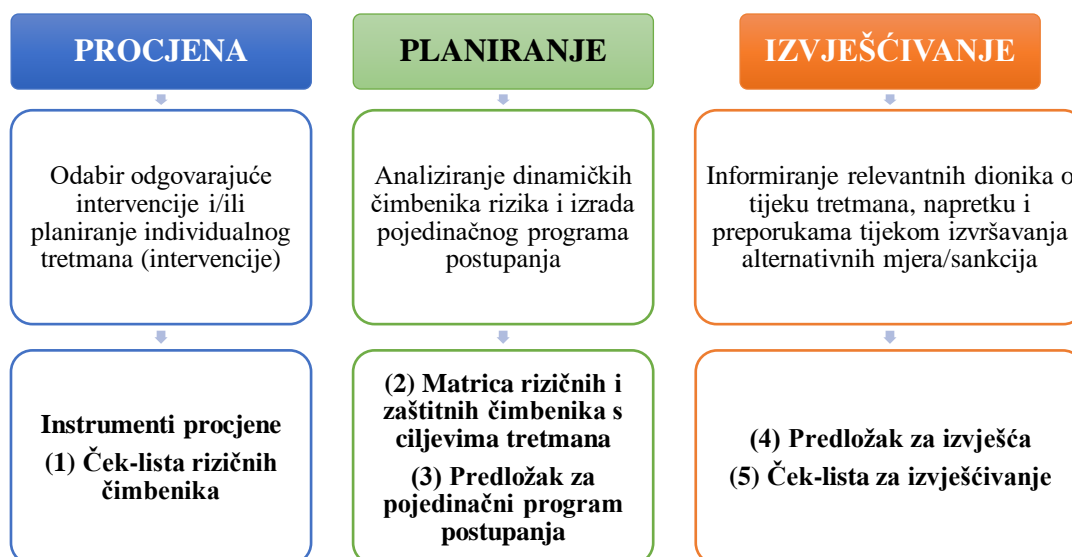 PROCJENA
Odabir odgovarajuće
intervencije i/ili
planiranje individualnog
tretmana (intervencije)
Instrumenti procjene
(1) Ček-lista rizičnih
čimbenika
PLANIRANJE
Analiziranje dinamičkih
čimbenika rizika i izrada
pojedinačnog programa
postupanja
(2) Matrica rizičnih i
zaštitnih čimbenika s
ciljevima tretmana
(3) Predložak za
pojedinačni program
postupanja
IZVJEŠĆIVANJE
Informiranje relevantnih dionika o
tijeku tretmana, napretku i
preporukama tijekom izvršavanja
alternativnih mjera/sankcija
(4) Predložak za izvješća
(5) Ček-lista za izvješćivanje